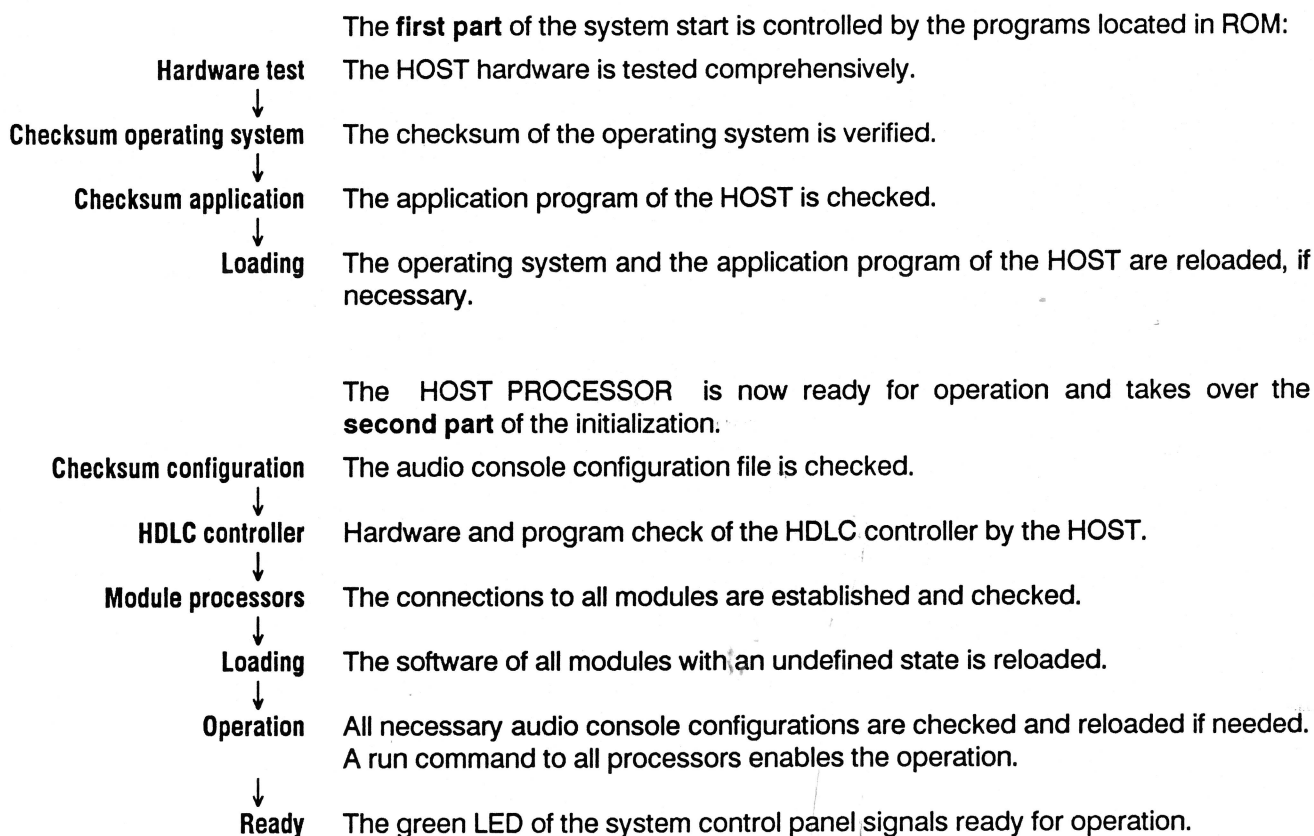 The first part of the system start is controlled by the programs located in ROM:
Hardware test The HOST hardware is tested comprehensively.
Checksum operating system The checksum of the operating system is verified.
Checksum application The application program of the HOST is checked.
Loading The operating system and the application program of the HOST are reloaded, if
necessary.
The HOST PROCESSOR is now ready for operation and takes over the
second part of the initialization.
Checksum configuration The audio console configuration file is checked.
HDLC controller Hardware and program check of the HDLC controller by the HOST.
Module processors The connections to all modules are established and checked.
Loading The software of all modules with an undefined state is reloaded.
Operation All necessary audio console configurations are checked and reloaded if needed.
A run command to all processors enables the operation.
Ready The green LED of the system control panel signals ready for operation.